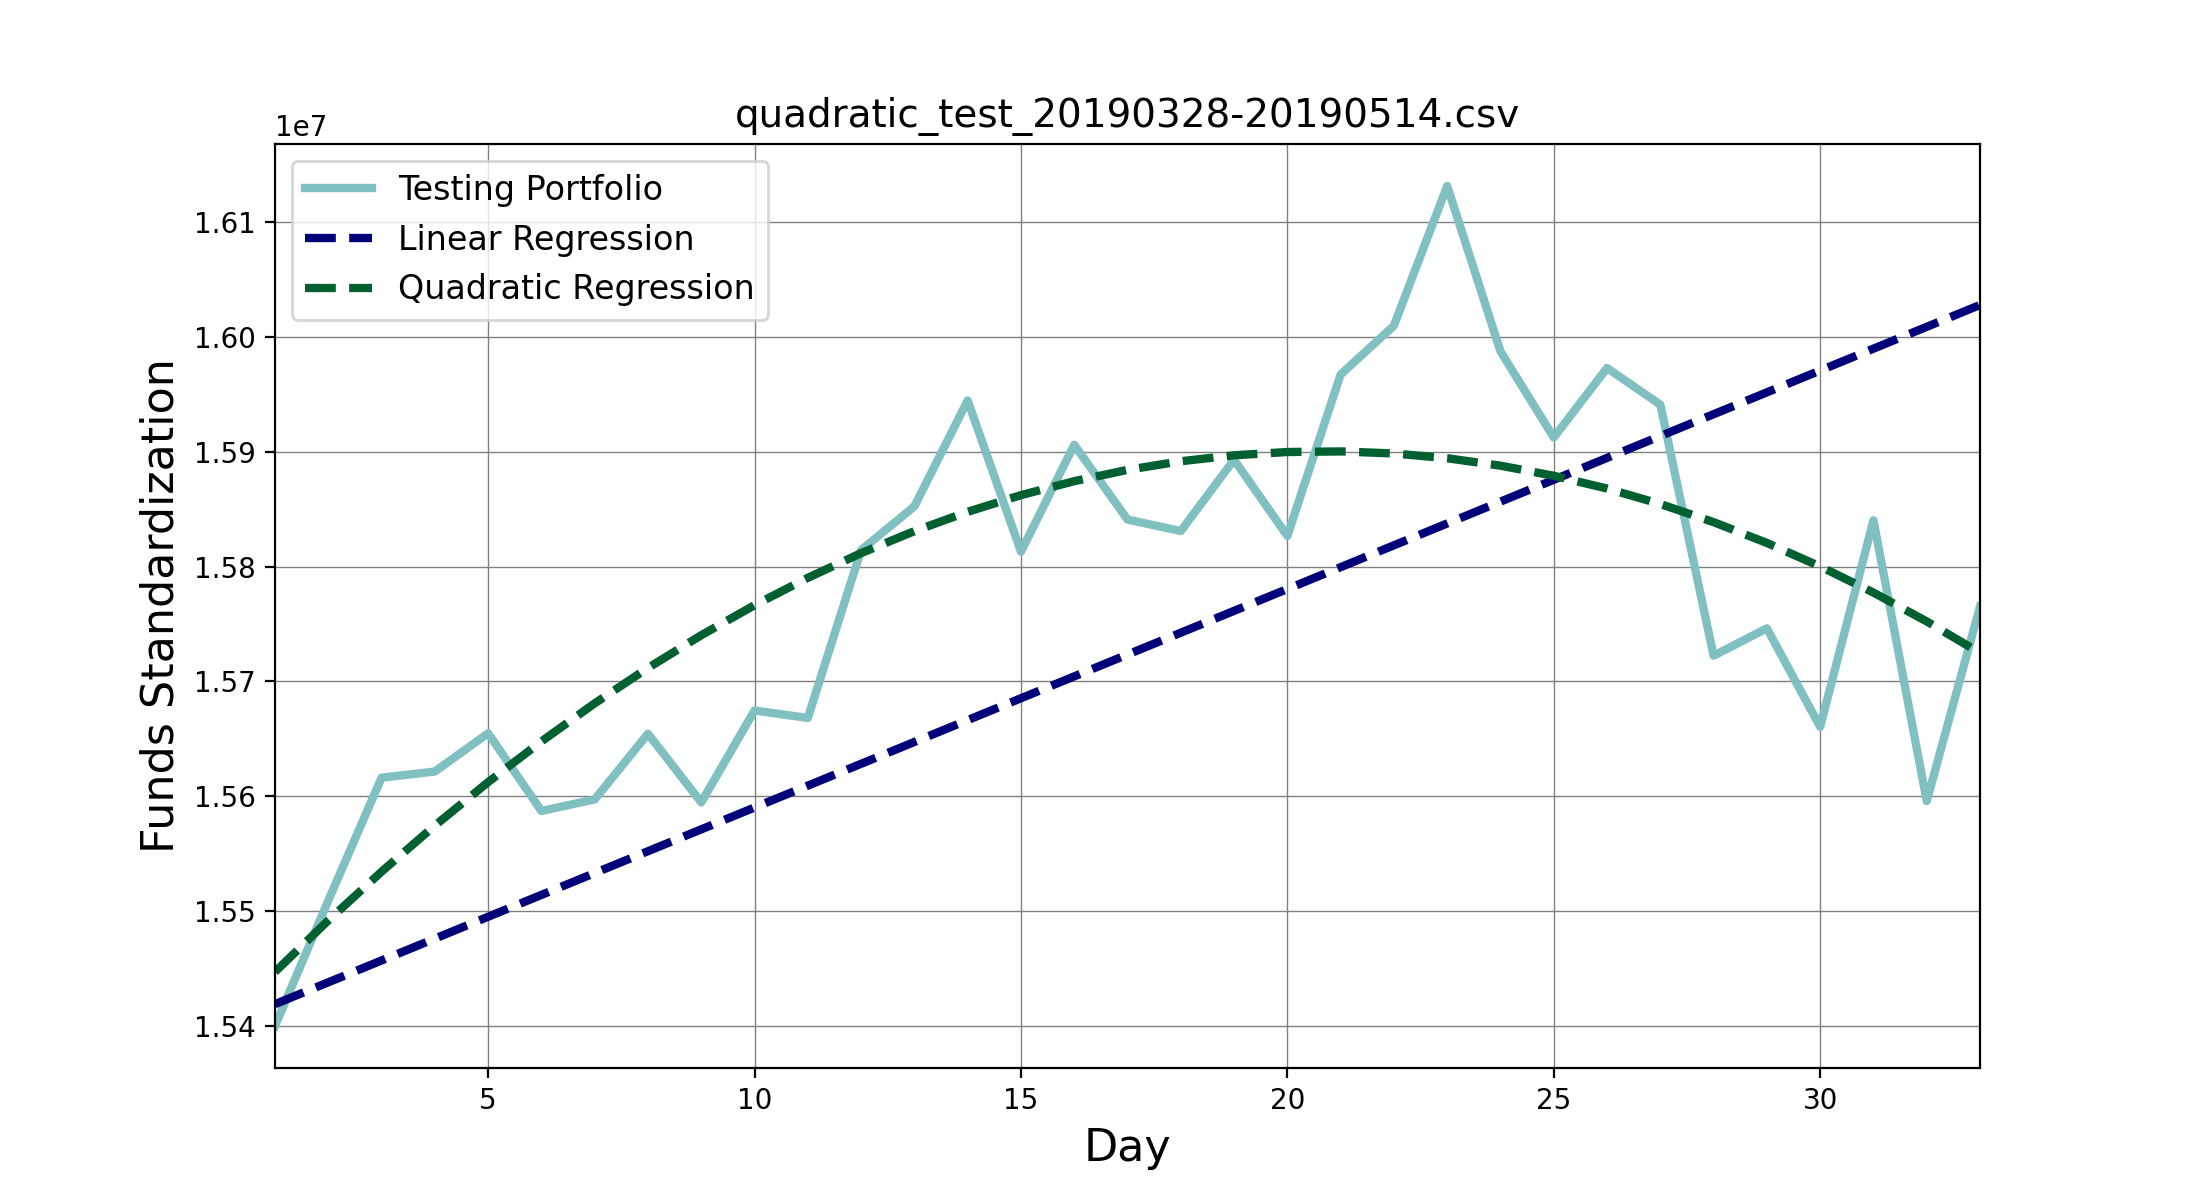 quadratic_test_20190328-20190514.csv
1e7
Testing Portfolio
Linear Regression
Quadratic Regression
1.61
1.60
1.59
1.58
1.57
1.56
1.55
1.54
Funds Standardization
5 10 15 20 25 30
Day